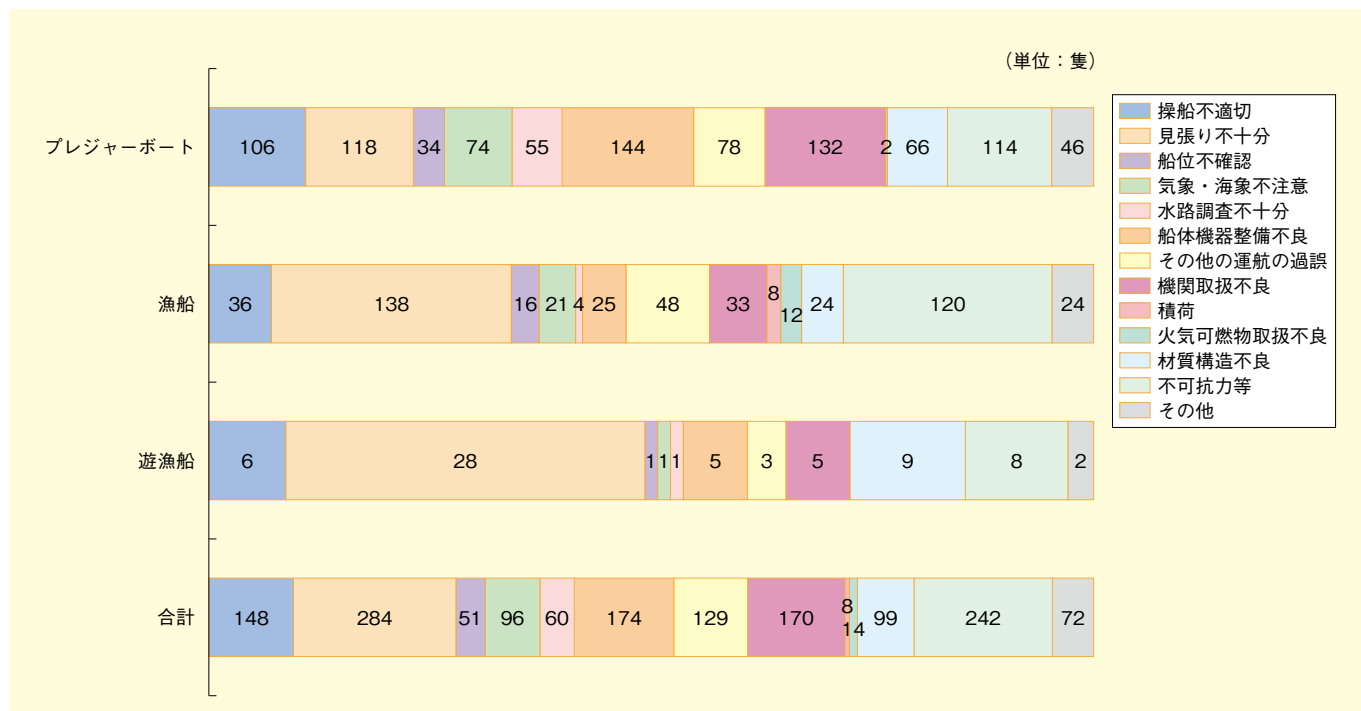 (単位：隻)
プレジャーボート
106 118 34 74 55 144 78 132 2 66 114 46
漁船
36 138 16 21 4 25 48 33 8 12 24 120 24
遊漁船
6 28 1 1 1 5 3 5 9 8 2
合計
148 284 51 96 60 174 129 170 8 14 99 242 72
操船不適切
見張り不十分
船位不確認
気象・海象不注意
水路調査不十分
船体機器整備不良
その他の運航の過誤
機関取扱不良
積荷
火気可燃物取扱不良
材質構造不良
不可抗力等
その他